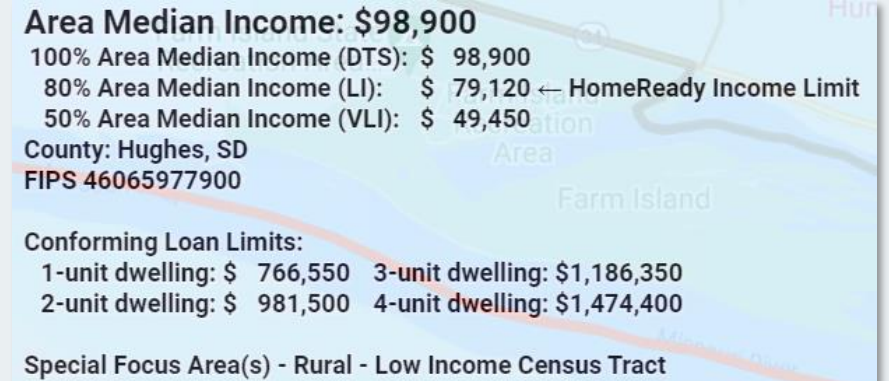 Area Median Income: $98,900
100% Area Median Income (DTS): $ 98,900
80% Area Median Income (LI): $ 79,120 ← HomeReady Income Limit
50% Area Median Income (VLI): $ 49,450
County: Hughes, SD
FIPS 46065977900
Farm Island
Conforming Loan Limits:
1-unit dwelling: $ 766,550 3-unit dwelling: $1,186,350
2-unit dwelling: $ 981,500 4-unit dwelling: $1,474,400
Special Focus Area(s) - Rural - Low Income Census Tract